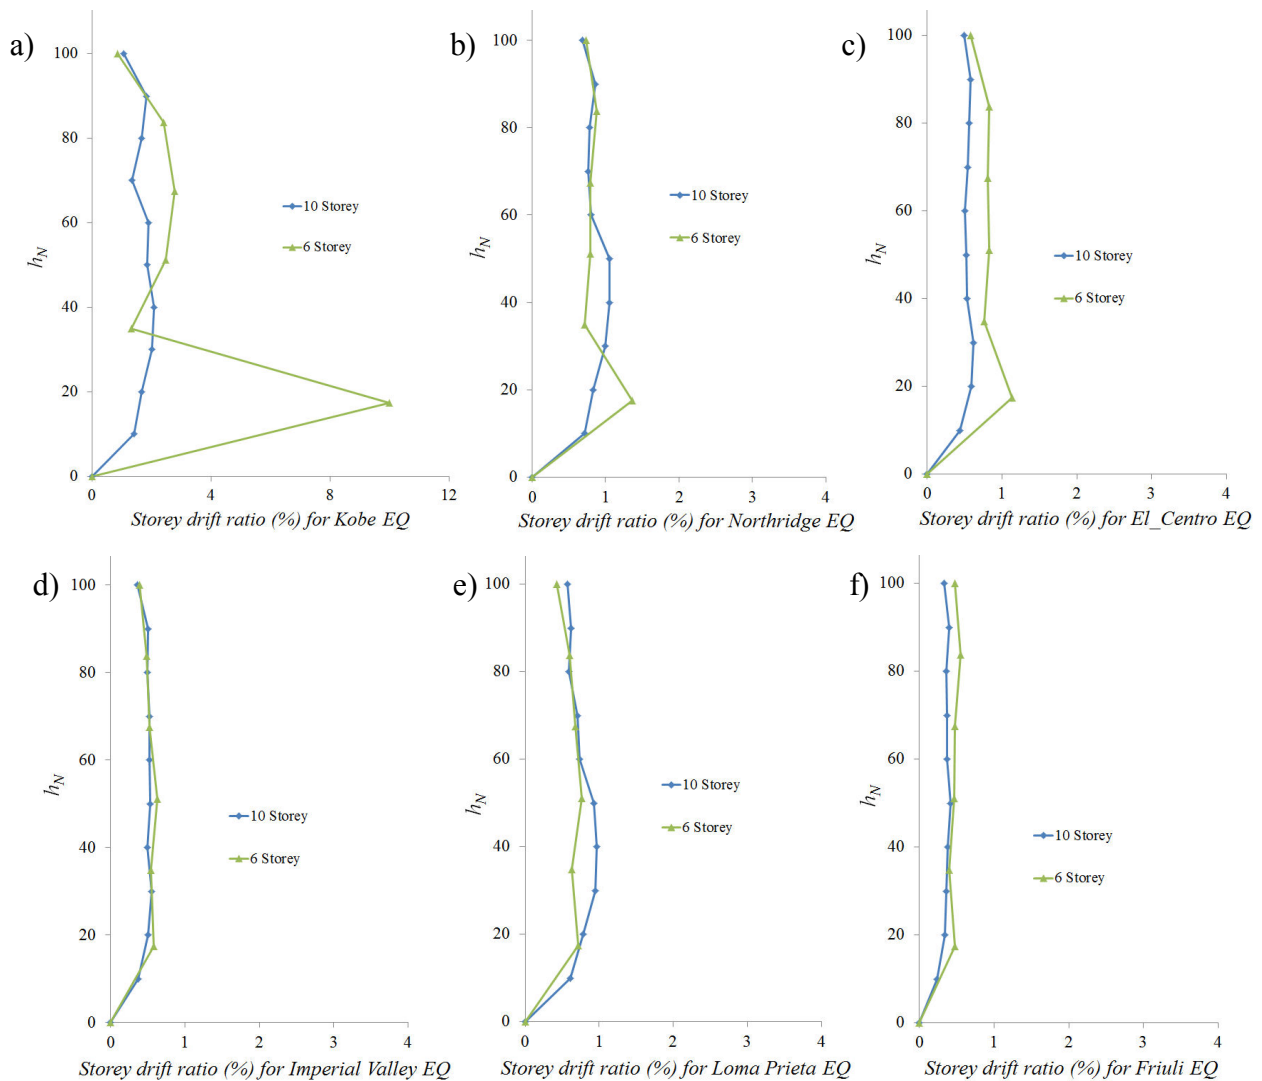 a)
100
80
60
40
20
0
h_N
10 Storey
6 Storey
0 4 8 12
Storey drift ratio (%) for Kobe EQ
b)
100
80
60
40
20
0
h_N
10 Storey
6 Storey
0 1 2 3 4
Storey drift ratio (%) for Northridge EQ
c)
100
80
60
40
20
0
h_N
10 Storey
6 Storey
0 1 2 3 4
Storey drift ratio (%) for El_Centro EQ
d)
100
80
60
40
20
0
h_N
10 Storey
6 Storey
0 1 2 3 4
Storey drift ratio (%) for Imperial Valley EQ
e)
100
80
60
40
20
0
h_N
10 Storey
6 Storey
0 1 2 3 4
Storey drift ratio (%) for Loma Prieta EQ
f)
100
80
60
40
20
0
h_N
10 Storey
6 Storey
0 1 2 3 4
Storey drift ratio (%) for Friuli EQ